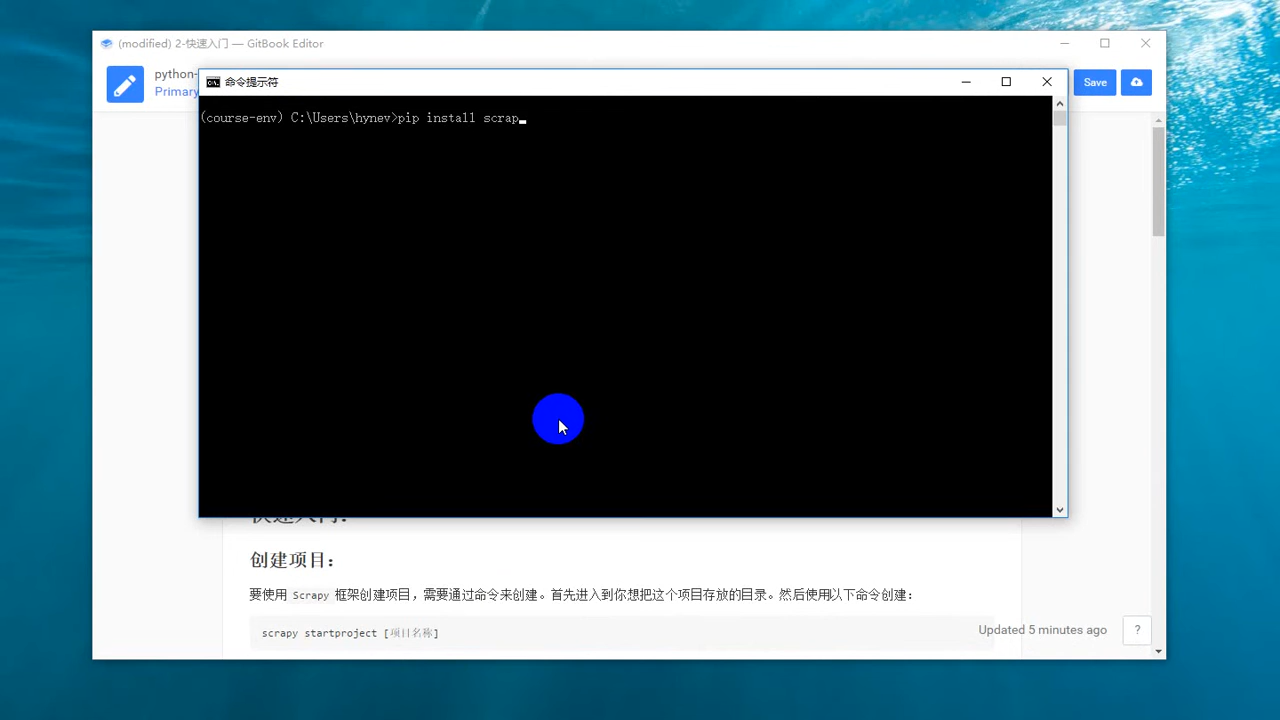 (modified) 2-快速入门 — GitBook Editor
python-
Primary
Save
命令提示符
(course-env) C:\Users\hynev>pip install scrap
快速入门：
创建项目：
要使用 Scrapy 框架创建项目，需要通过命令来创建。首先进入到你想把这个项目存放的目录。然后使用以下命令创建：
scrapy startproject [项目名称]
Updated 5 minutes ago
?